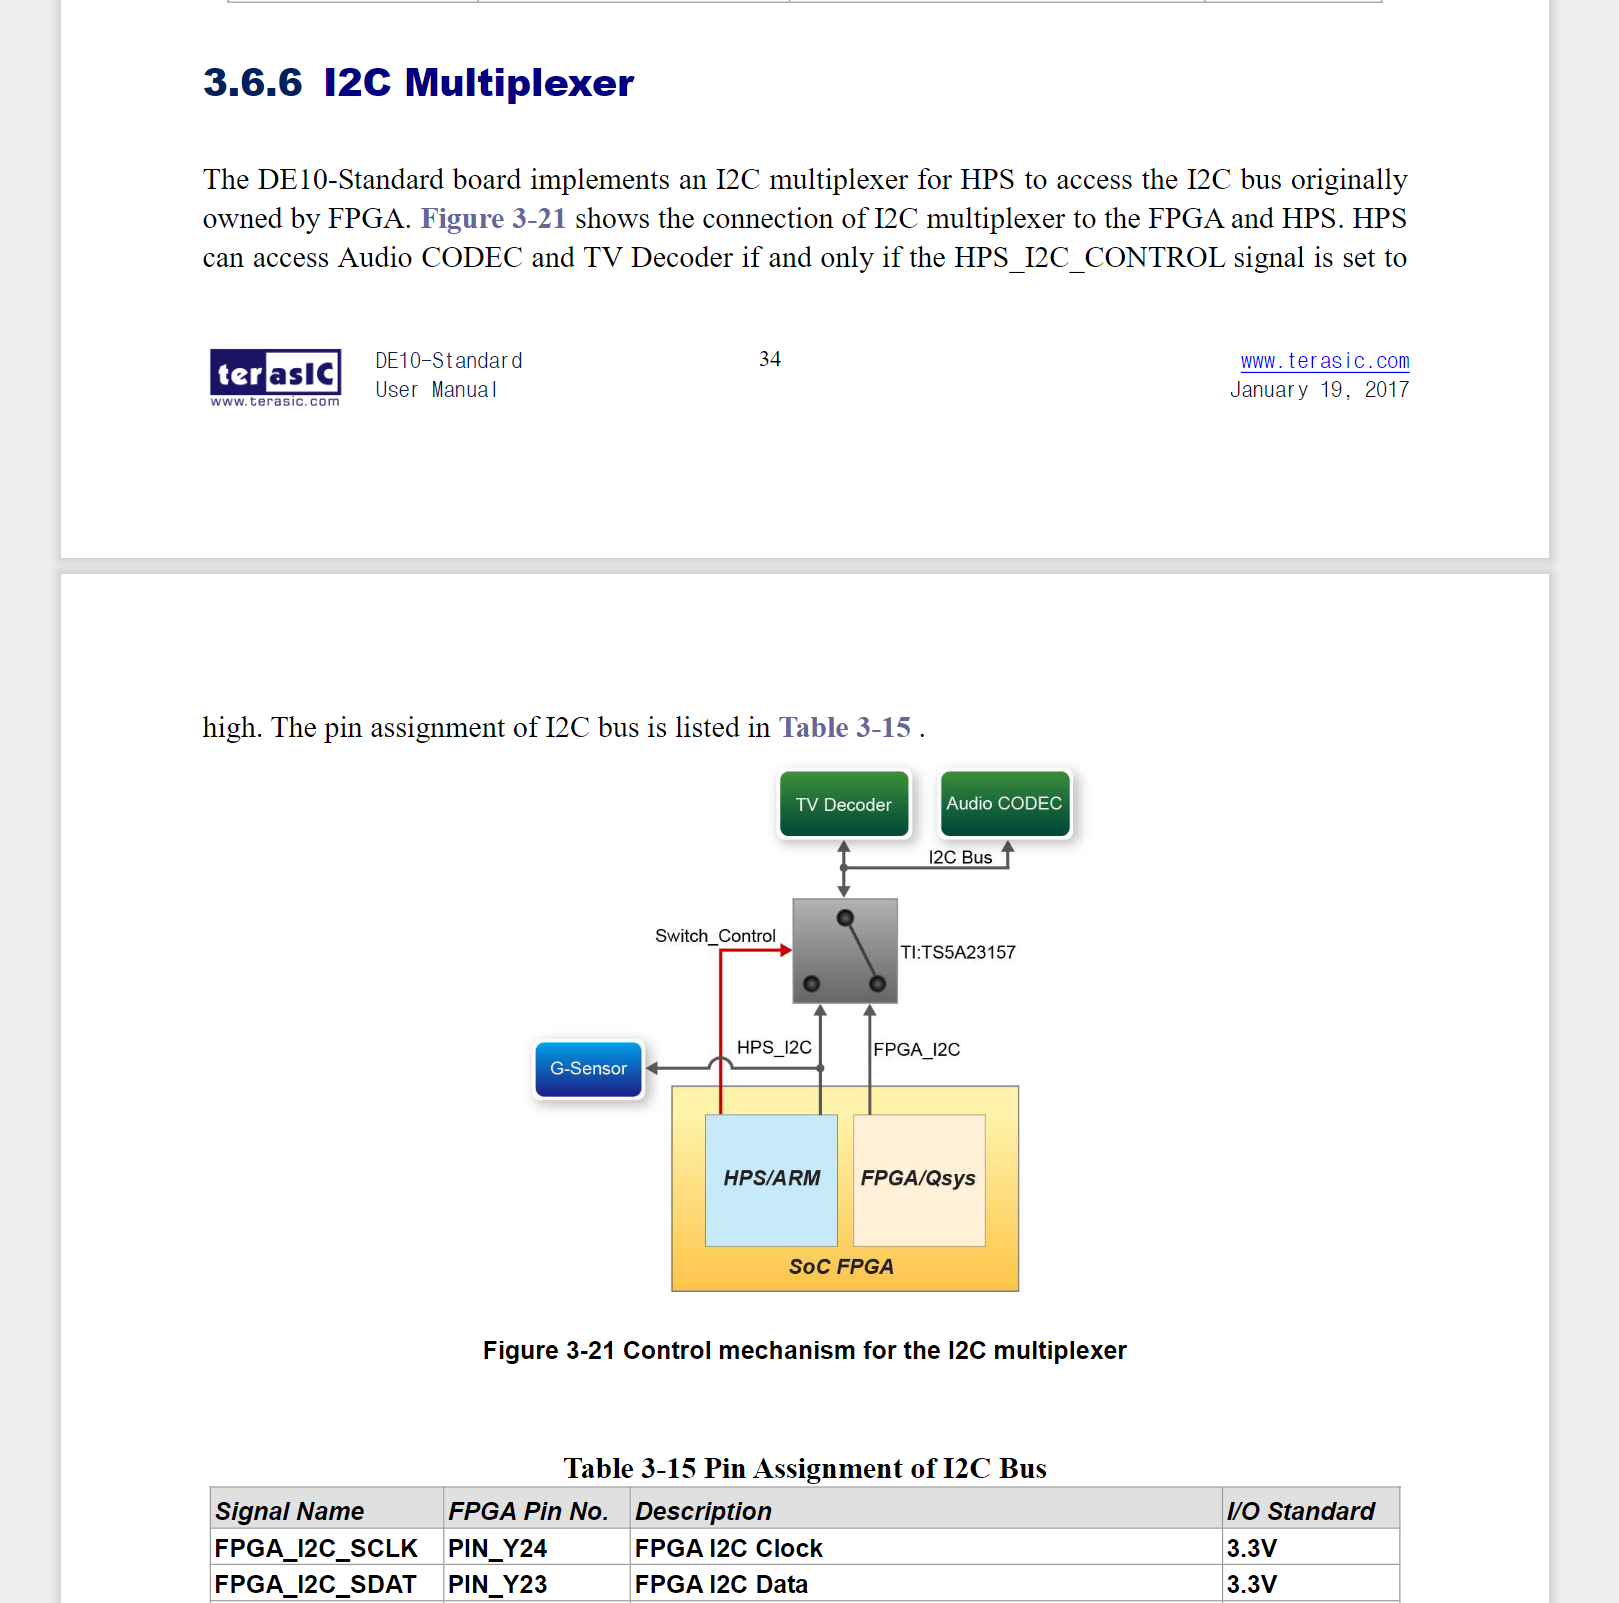 3.6.6 I2C Multiplexer
The DE10-Standard board implements an I2C multiplexer for HPS to access the I2C bus originally
owned by FPGA. Figure 3-21 shows the connection of I2C multiplexer to the FPGA and HPS. HPS
can access Audio CODEC and TV Decoder if and only if the HPS_I2C_CONTROL signal is set to
terasIC
www.terasic.com
DE10-Standard
User Manual
34
www.terasic.com
January 19, 2017
high. The pin assignment of I2C bus is listed in Table 3-15 .
TV Decoder
Audio CODEC
I2C Bus
Switch_Control
TI:TS5A23157
HPS_I2C
FPGA_I2C
G-Sensor
HPS/ARM
FPGA/Qsys
SoC FPGA
Figure 3-21 Control mechanism for the I2C multiplexer
Table 3-15 Pin Assignment of I2C Bus
Signal Name FPGA Pin No. Description I/O Standard
FPGA_I2C_SCLK PIN_Y24 FPGA I2C Clock 3.3V
FPGA_I2C_SDAT PIN_Y23 FPGA I2C Data 3.3V